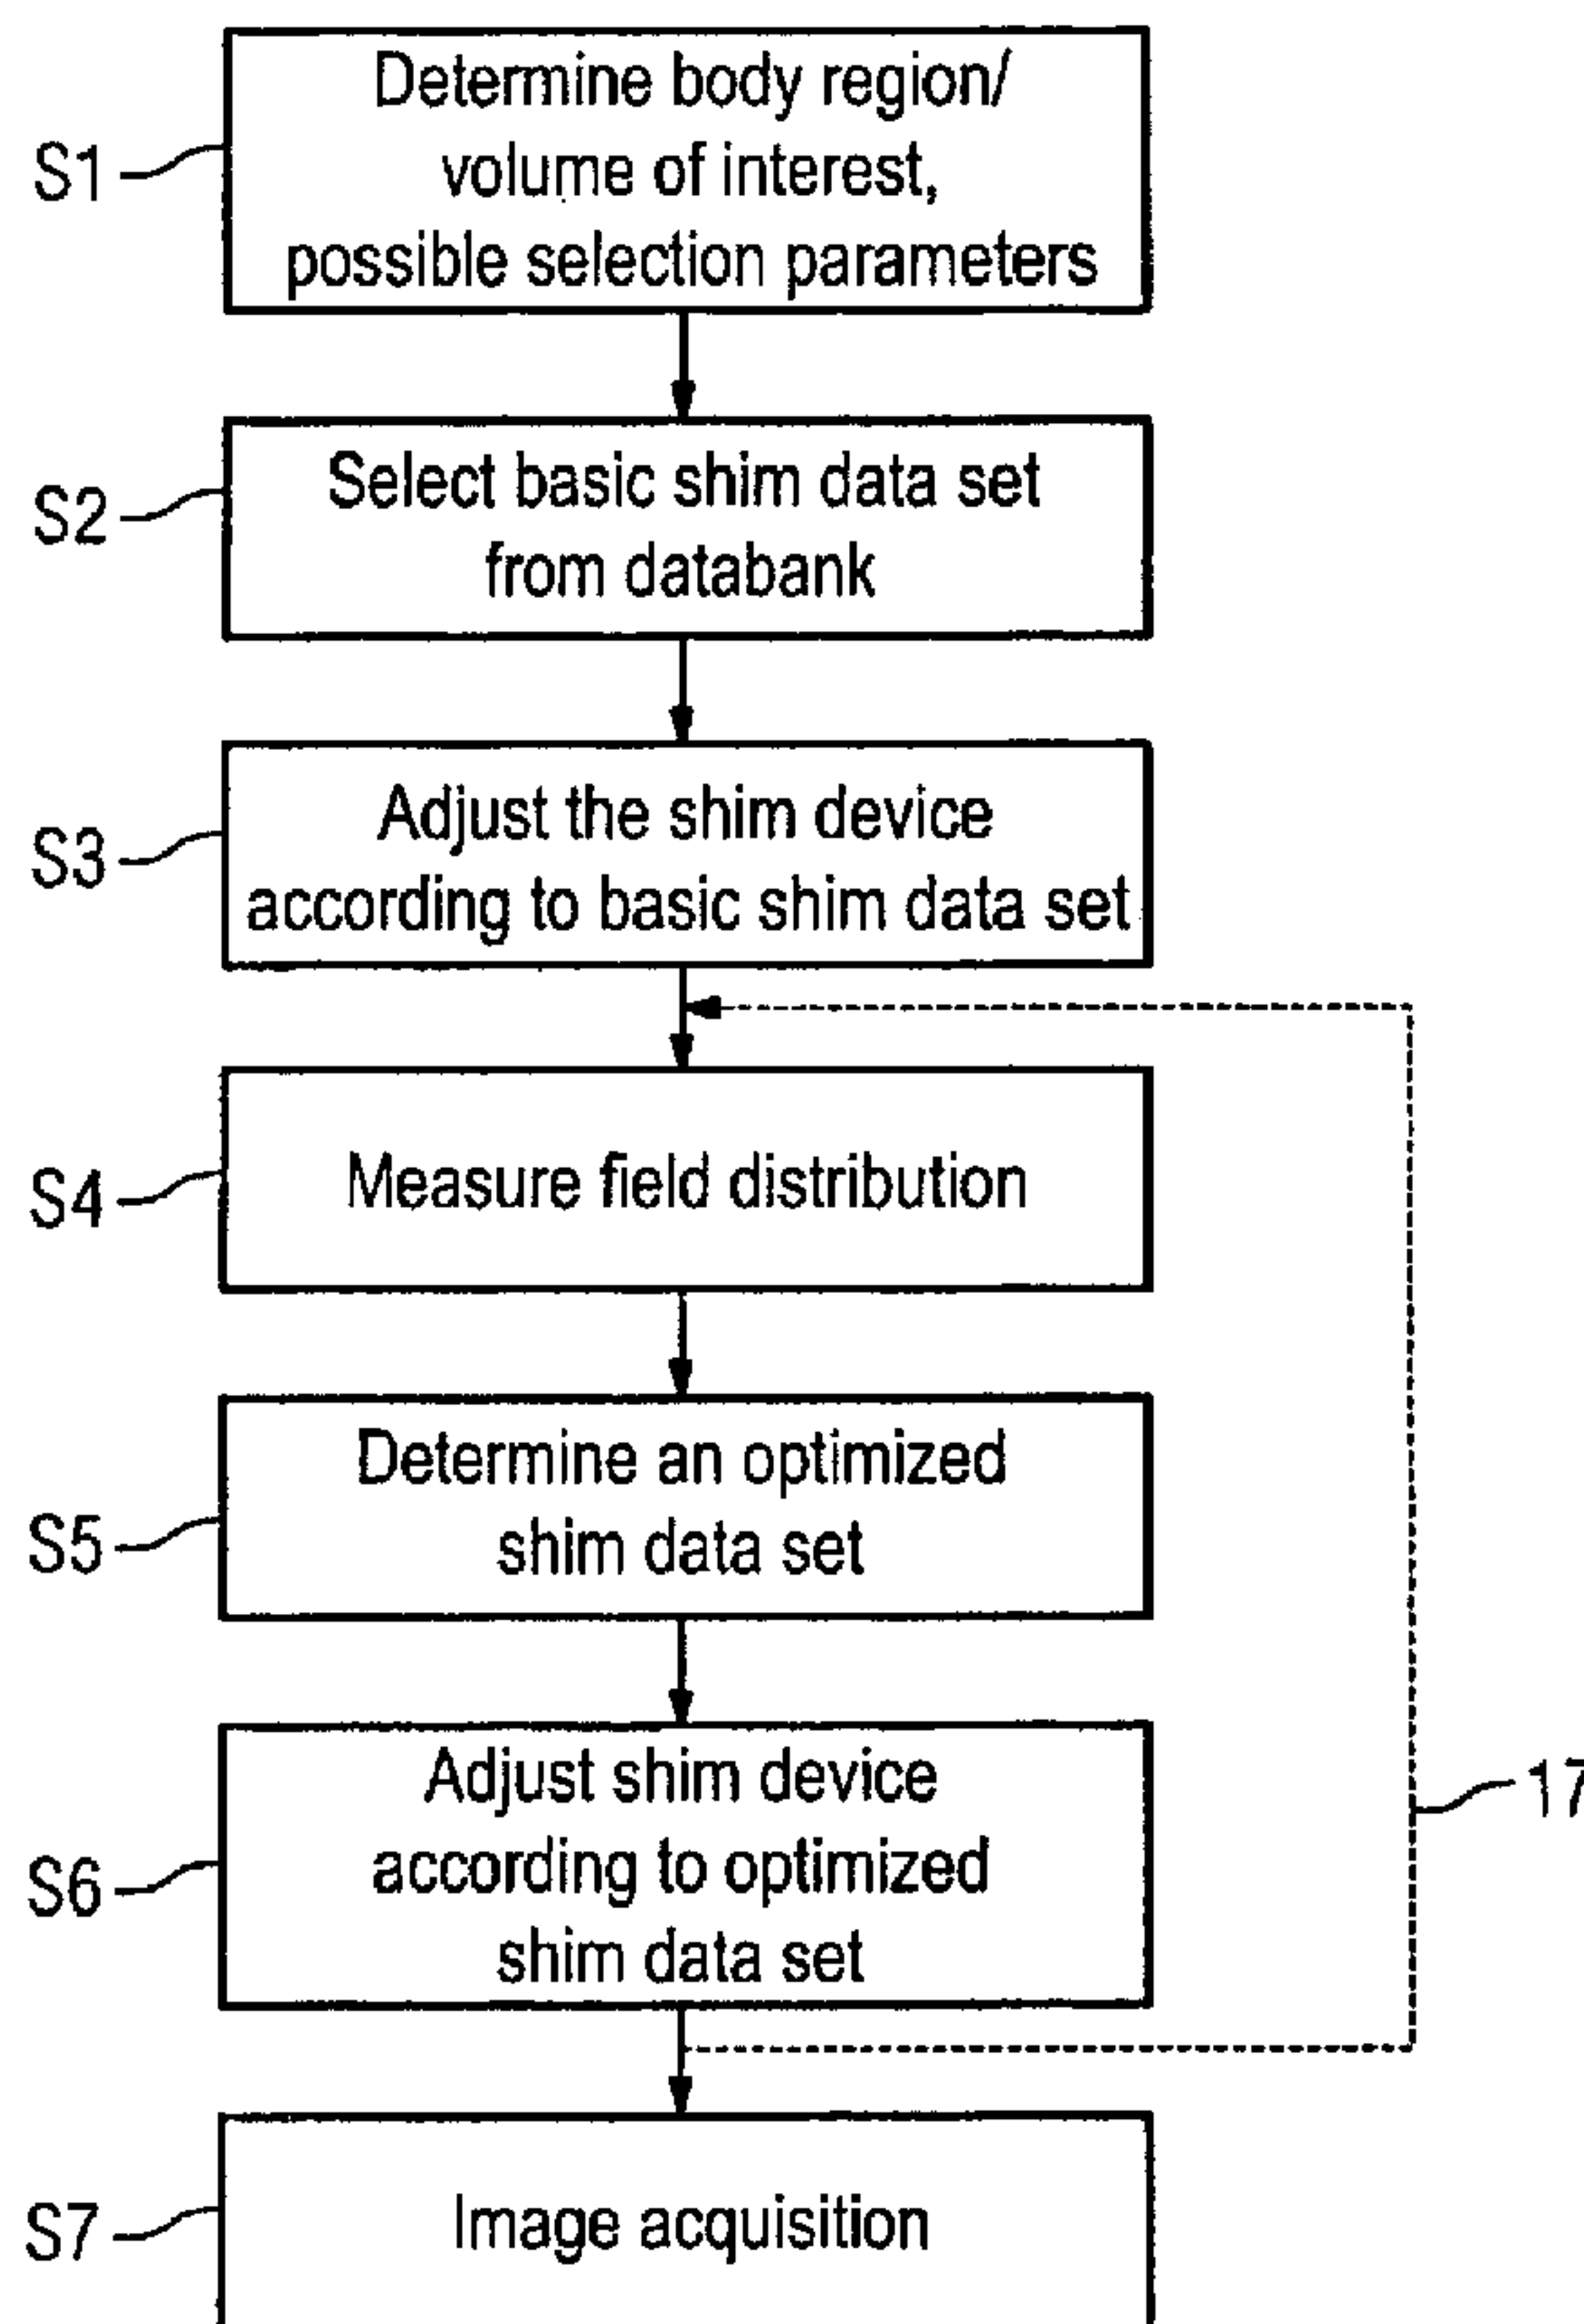 S1
Determine body region/
volume of interest,
possible selection parameters
S2
Select basic shim data set
from databank
S3
Adjust the shim device
according to basic shim data set
S4
Measure field distribution
S5
Determine an optimized
shim data set
S6
Adjust shim device
according to optimized
shim data set
17
S7
Image acquisition